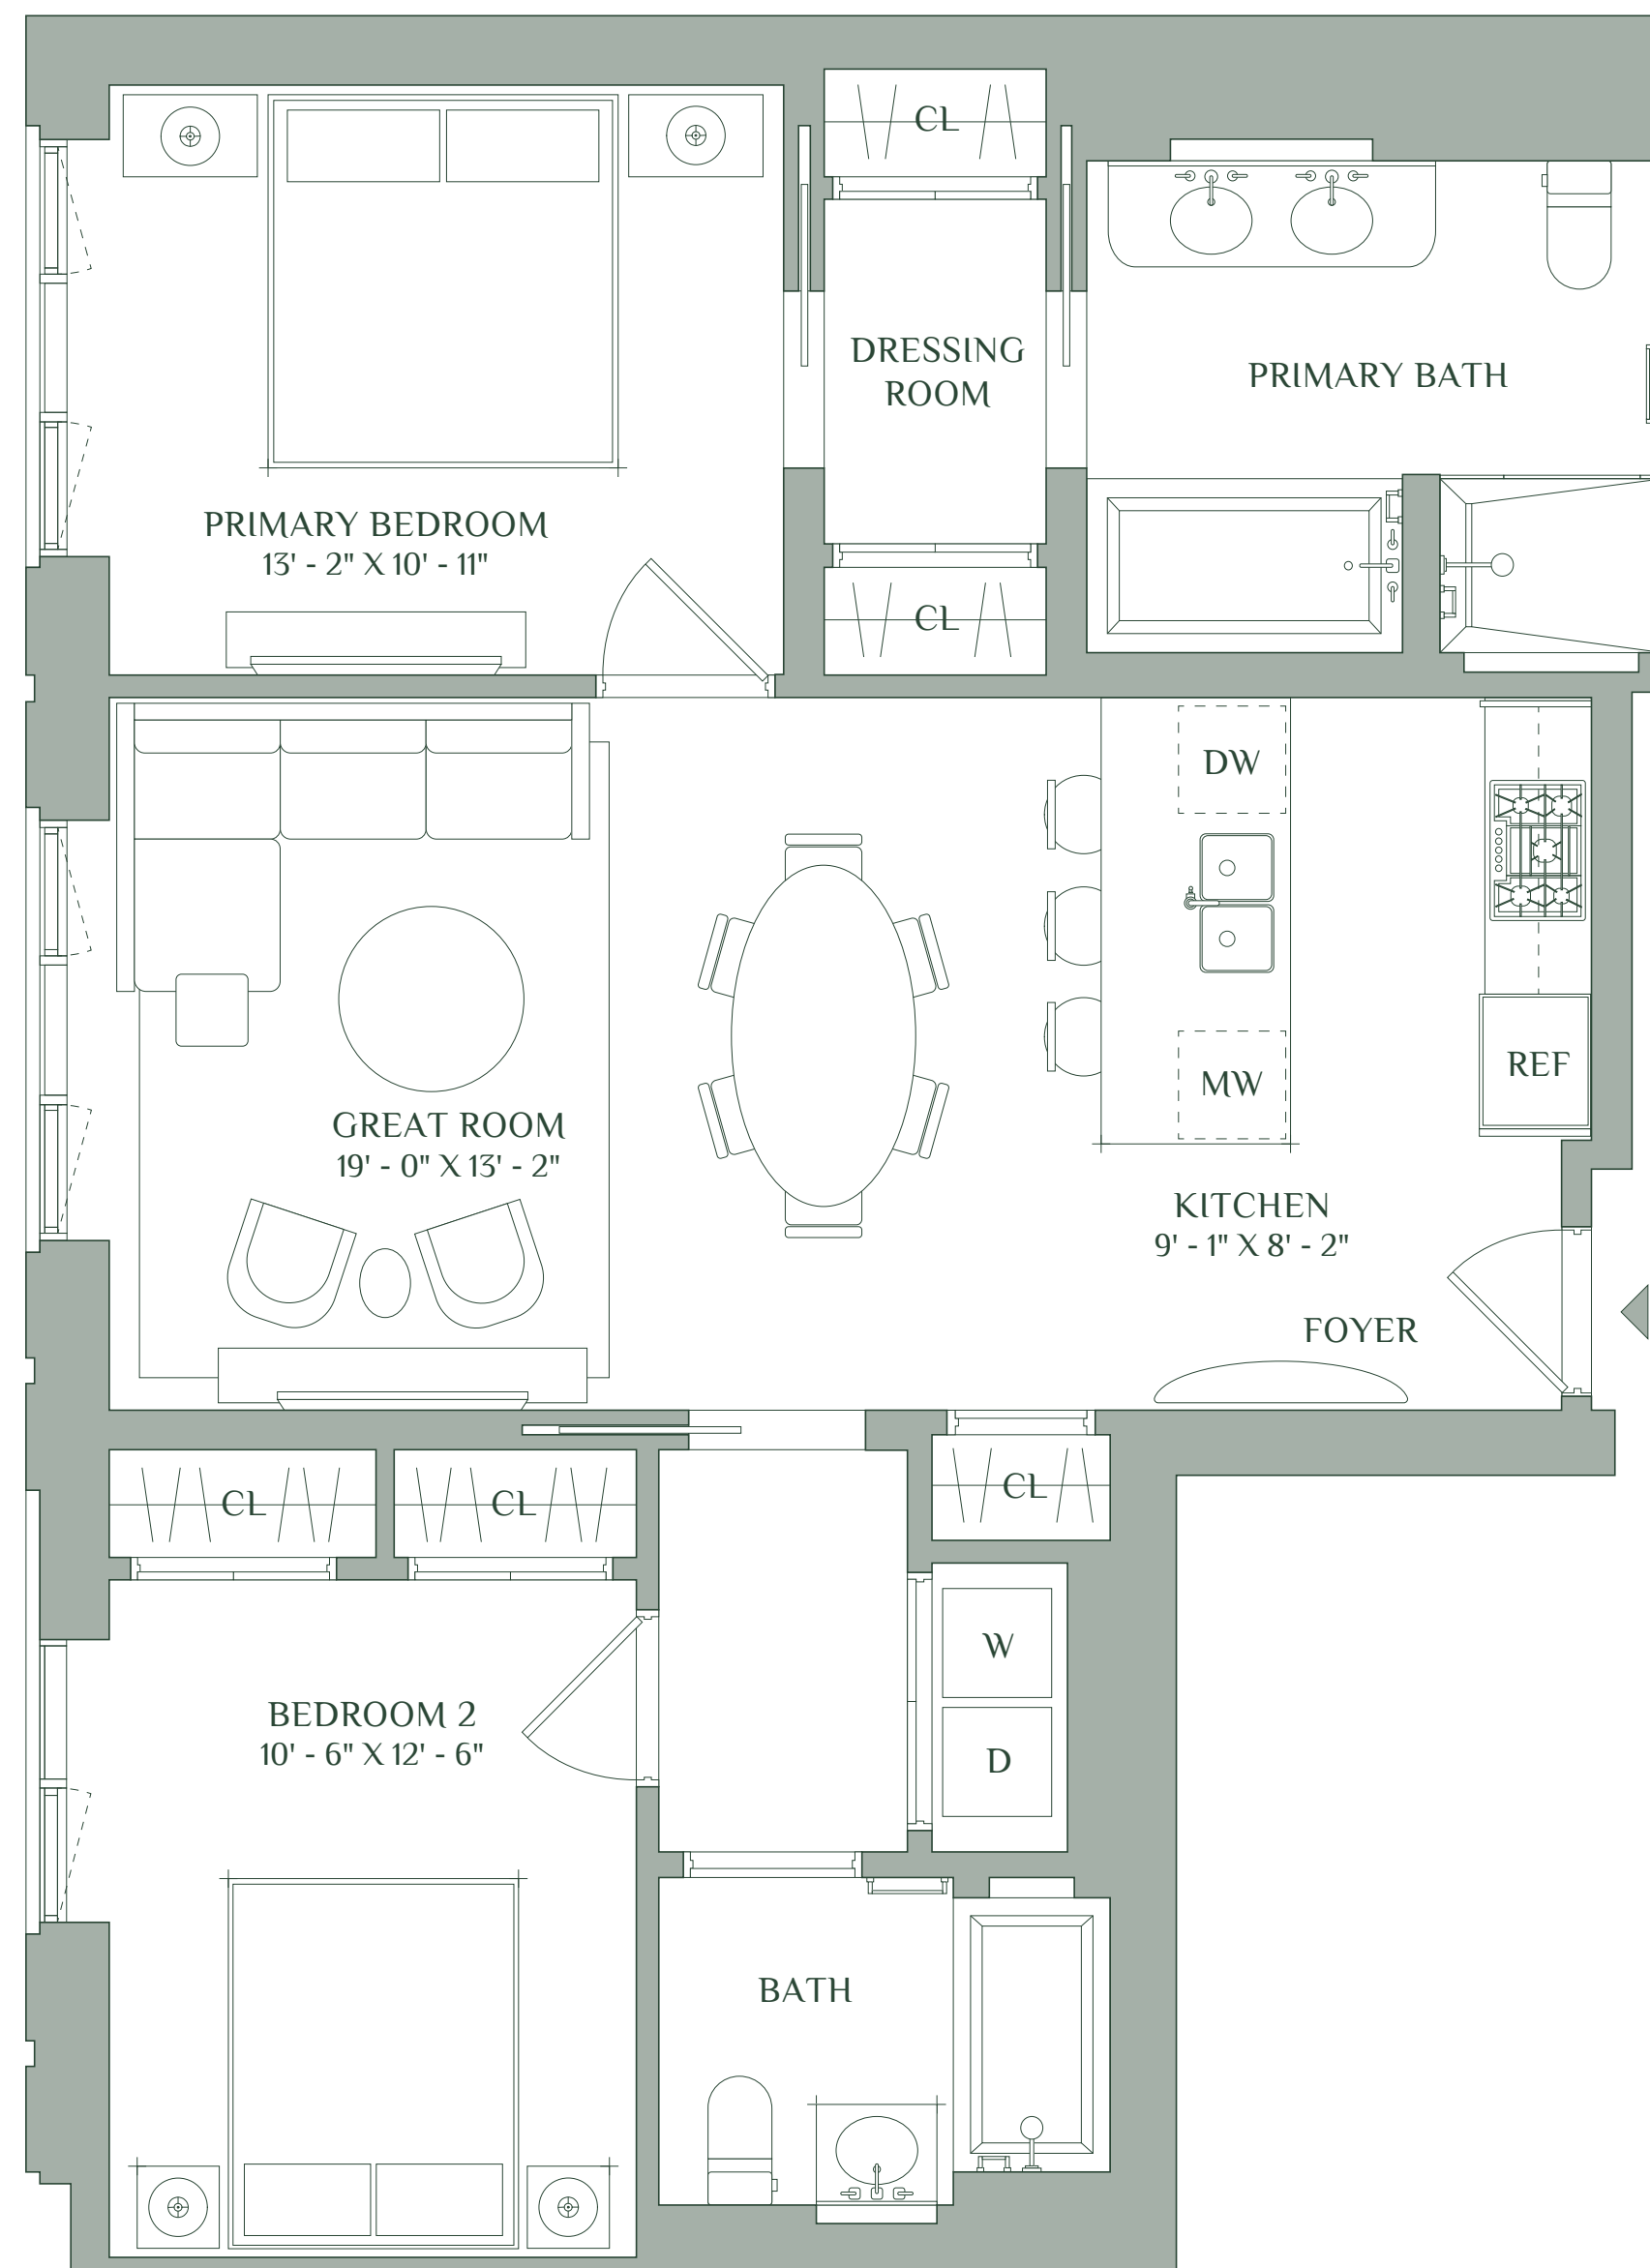 CL
DRESSING
ROOM
PRIMARY BATH
PRIMARY BEDROOM
13' - 2" X 10' - 11"
CL
DW
REF
MW
GREAT ROOM
19' - 0" X 13' - 2"
KITCHEN
9' - 1" X 8' - 2"
FOYER
CL
CL
CL
W
BEDROOM 2
10' - 6" X 12' - 6"
D
BATH